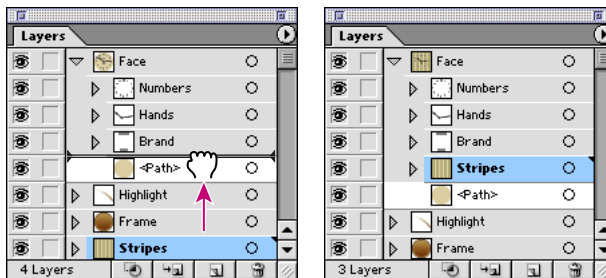 Layers
Face
Numbers
Hands
Brand
<Path>
Highlight
Frame
Stripes
4 Layers
Layers
Face
Numbers
Hands
Brand
Stripes
<Path>
Highlight
Frame
3 Layers